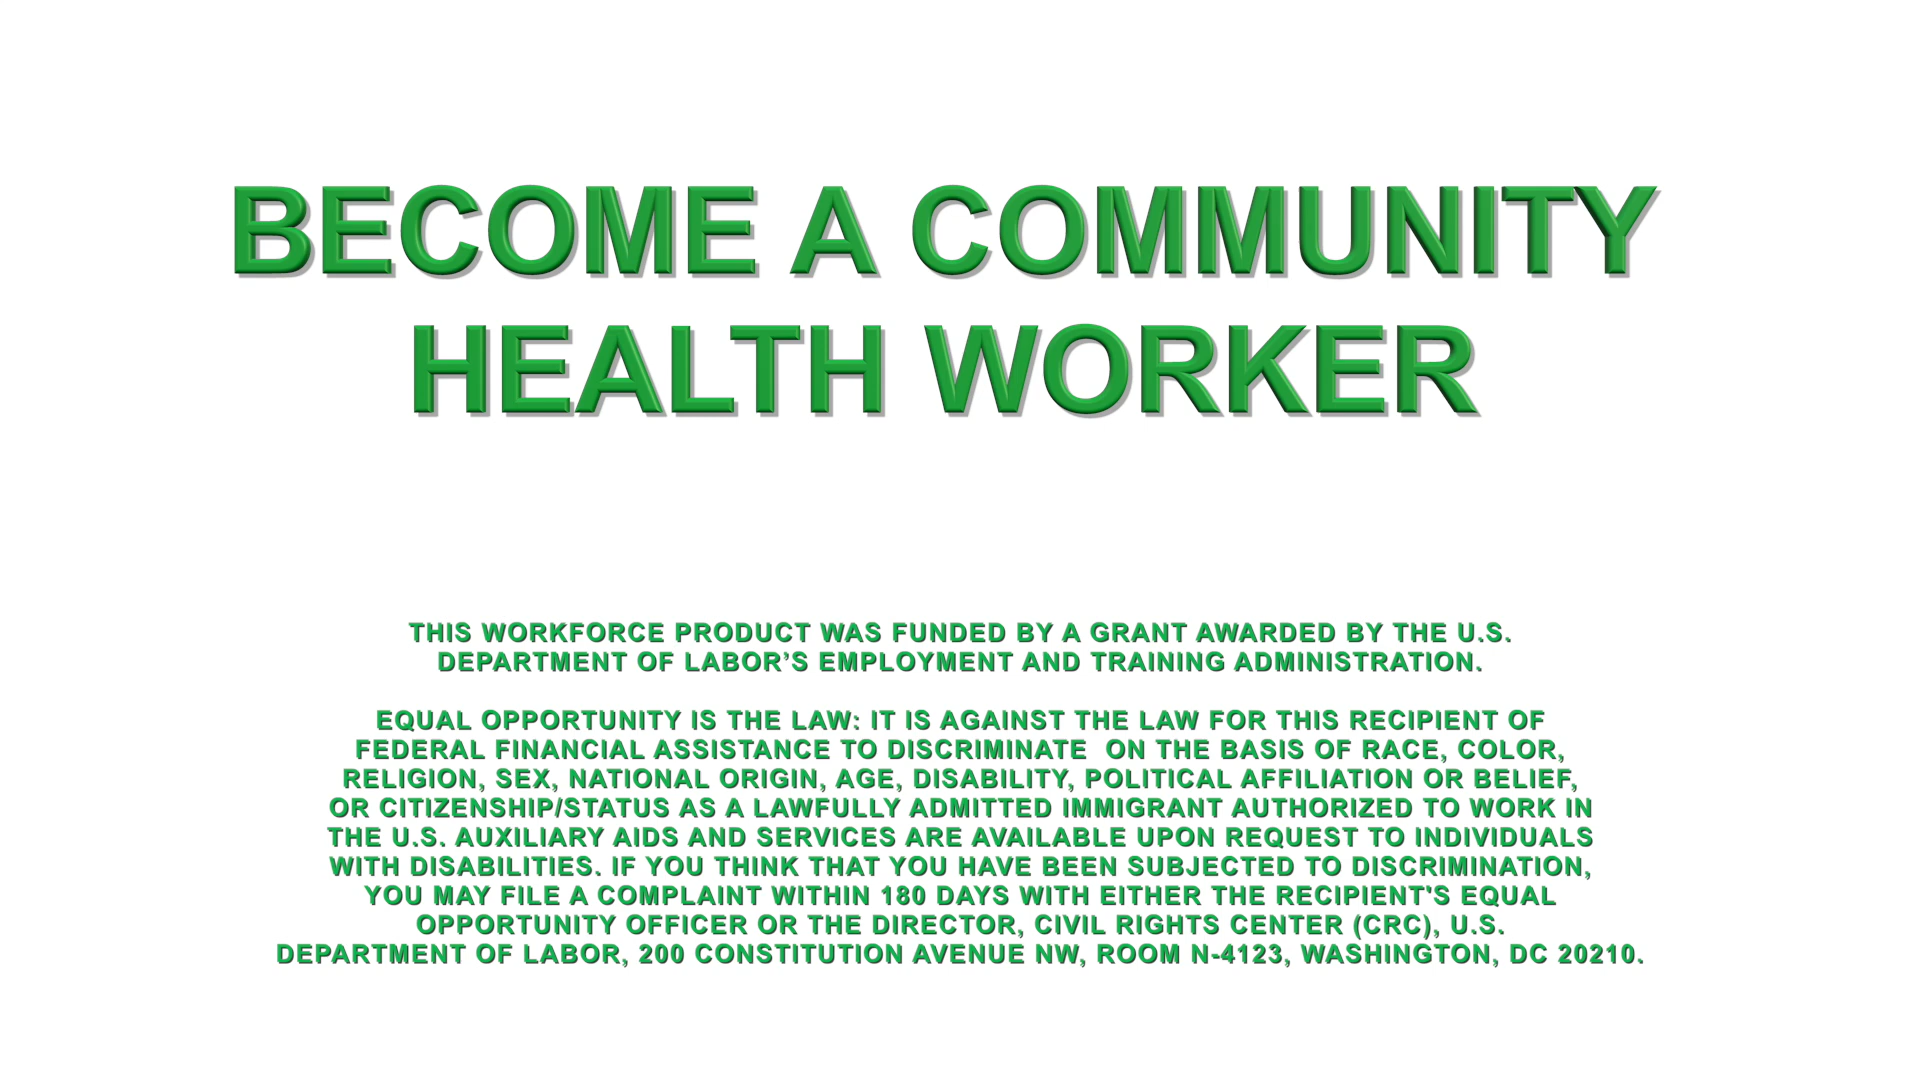 BECOME A COMMUNITY
HEALTH WORKER
THIS WORKFORCE PRODUCT WAS FUNDED BY A GRANT AWARDED BY THE U.S.
DEPARTMENT OF LABOR’S EMPLOYMENT AND TRAINING ADMINISTRATION.
EQUAL OPPORTUNITY IS THE LAW: IT IS AGAINST THE LAW FOR THIS RECIPIENT OF
FEDERAL FINANCIAL ASSISTANCE TO DISCRIMINATE  ON THE BASIS OF RACE, COLOR,
RELIGION, SEX, NATIONAL ORIGIN, AGE, DISABILITY, POLITICAL AFFILIATION OR BELIEF,
OR CITIZENSHIP/STATUS AS A LAWFULLY ADMITTED IMMIGRANT AUTHORIZED TO WORK IN
THE U.S. AUXILIARY AIDS AND SERVICES ARE AVAILABLE UPON REQUEST TO INDIVIDUALS
WITH DISABILITIES. IF YOU THINK THAT YOU HAVE BEEN SUBJECTED TO DISCRIMINATION,
YOU MAY FILE A COMPLAINT WITHIN 180 DAYS WITH EITHER THE RECIPIENT'S EQUAL
OPPORTUNITY OFFICER OR THE DIRECTOR, CIVIL RIGHTS CENTER (CRC), U.S.
DEPARTMENT OF LABOR, 200 CONSTITUTION AVENUE NW, ROOM N-4123, WASHINGTON, DC 20210.